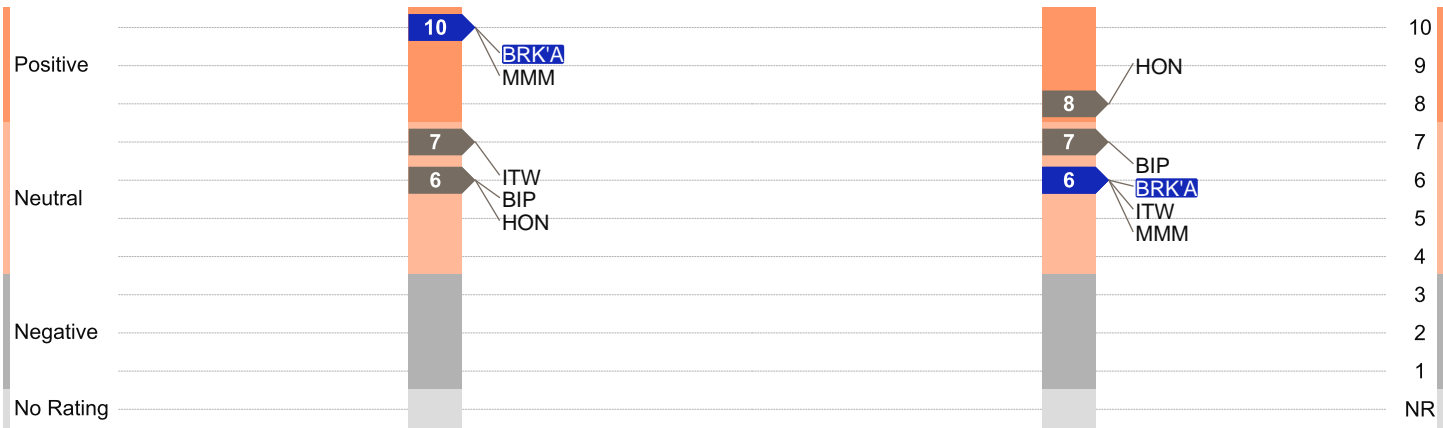 10
10
BRK'A
MMM
Positive
HON
9
8
8
7
7
7
ITW
BIP
HON
BIP
6
6
6
BRK'A
ITW
MMM
Neutral
5
4
3
Negative
2
1
No Rating
NR